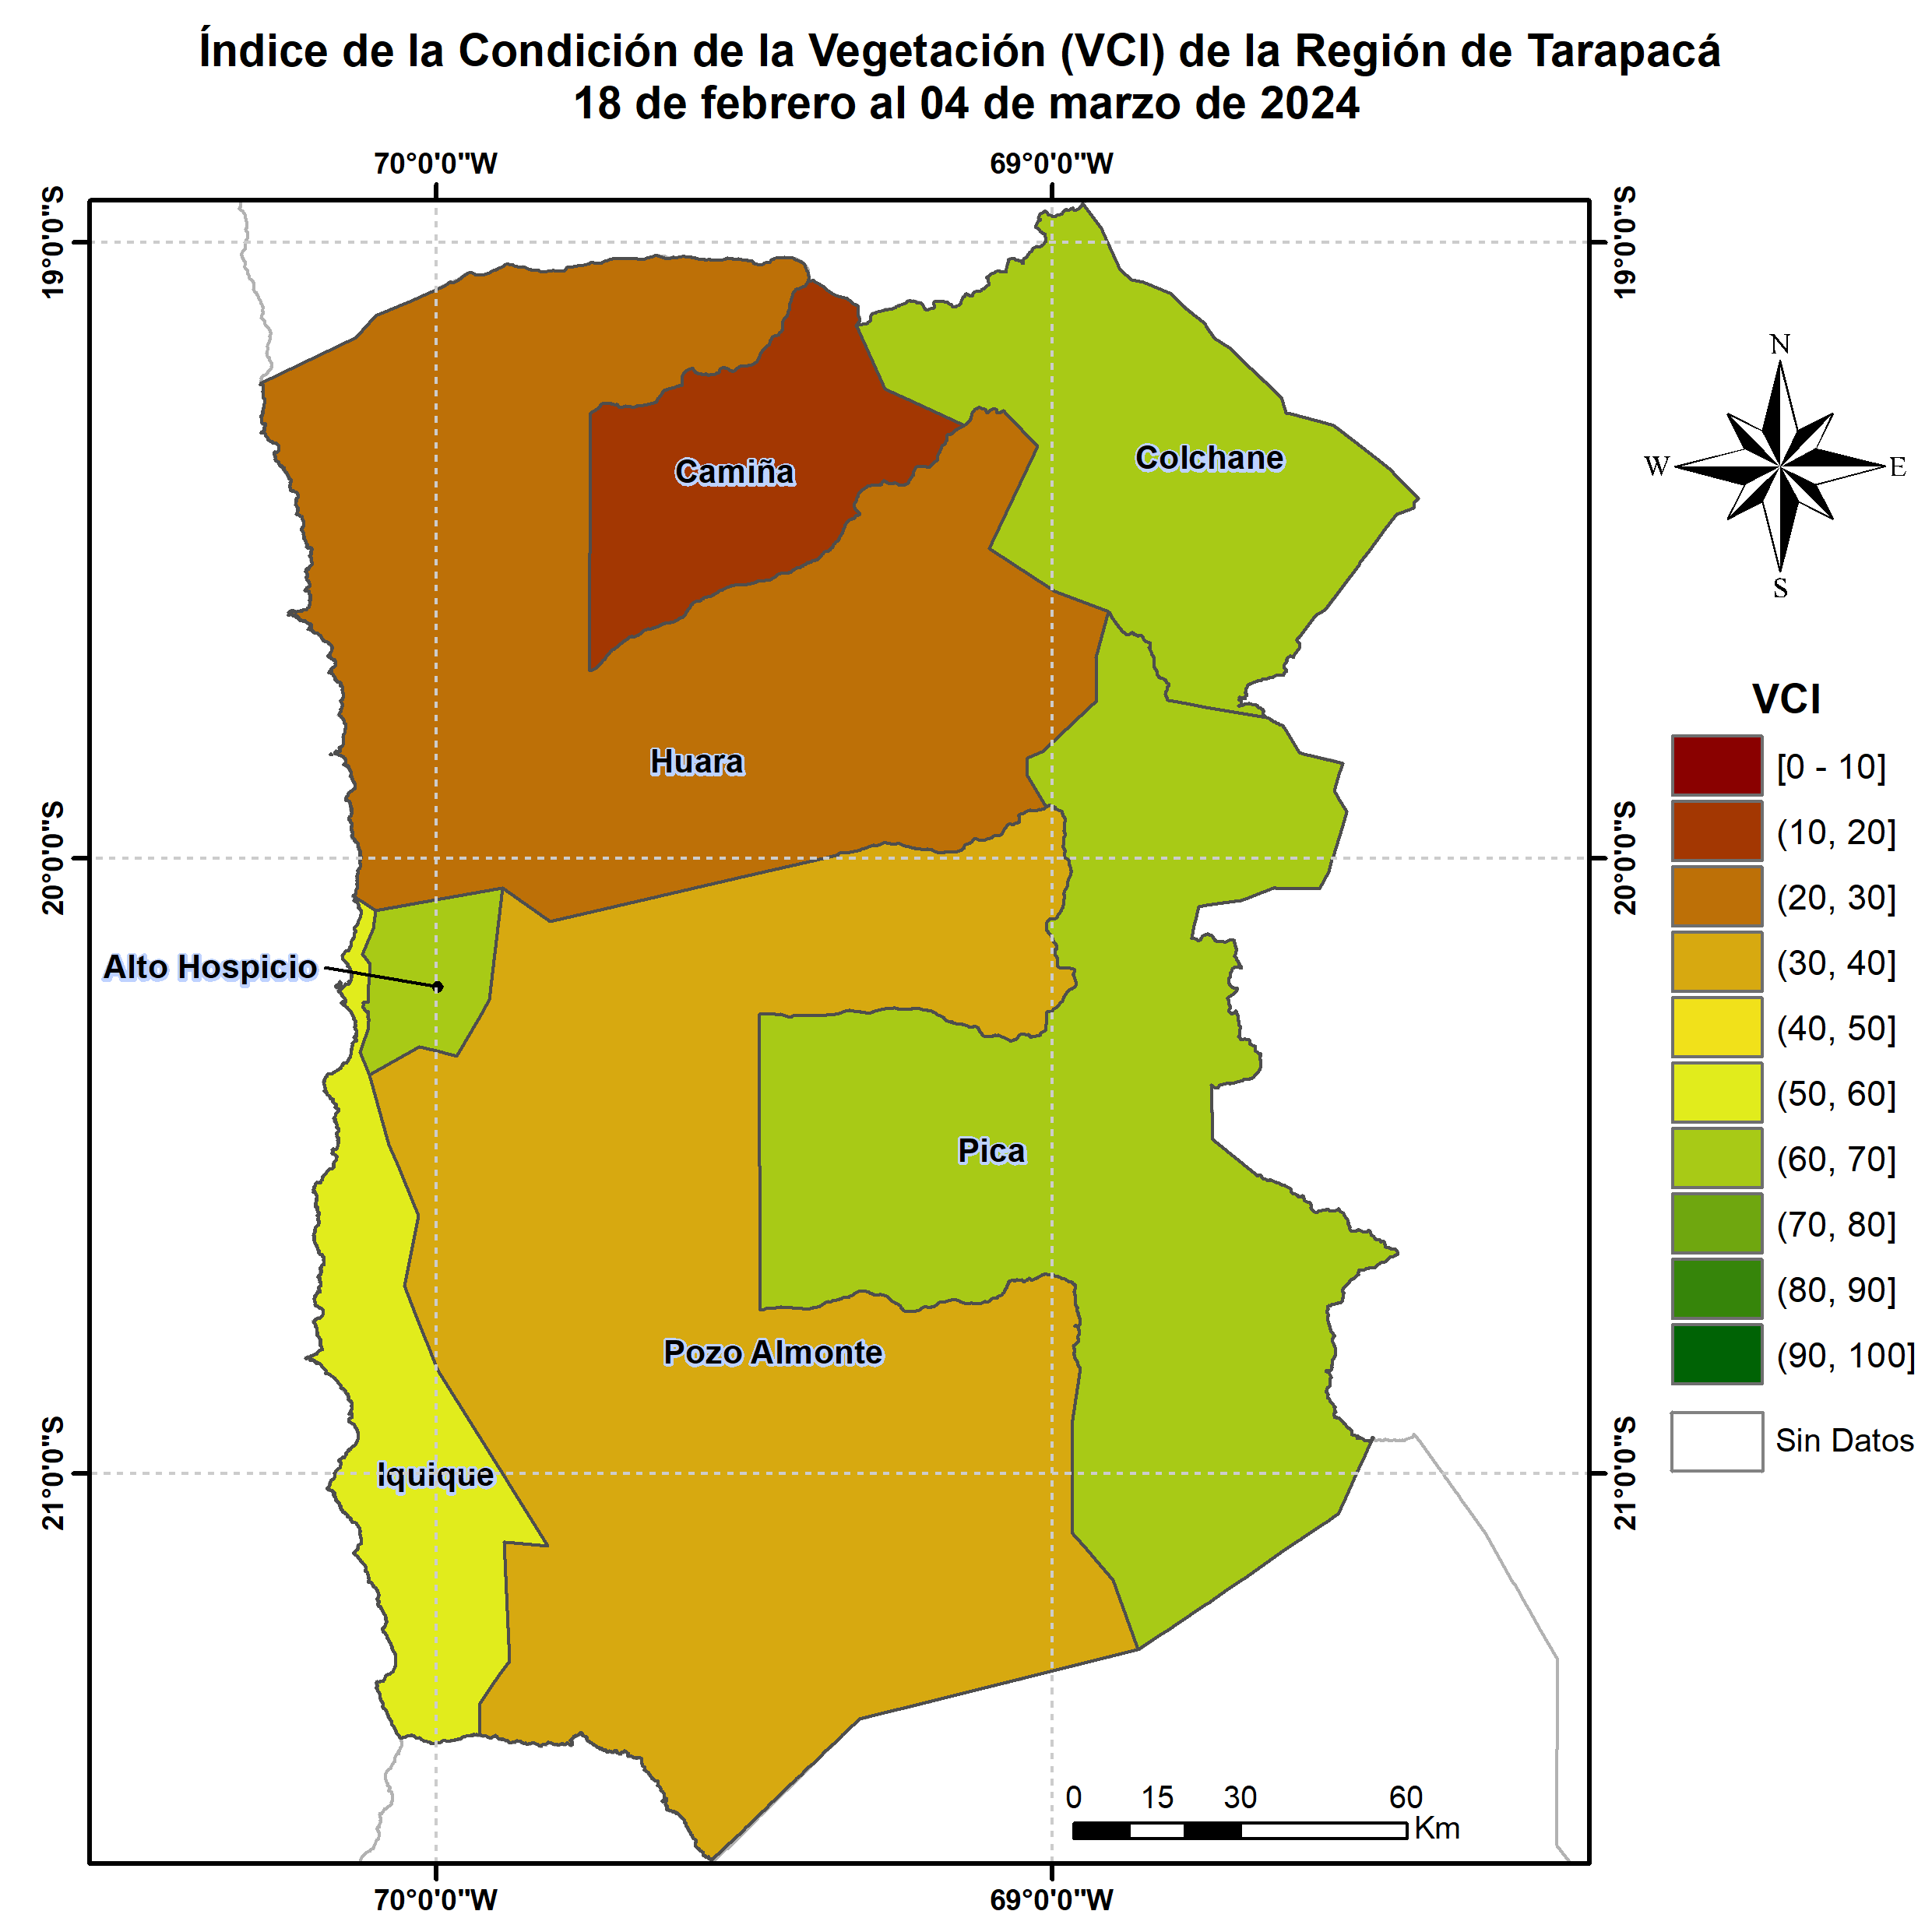 Índice de la Condición de la Vegetación (VCI) de la Región de Tarapacá
18 de febrero al 04 de marzo de 2024
70°0'0"W
69°0'0"W
19°0'0"S
19°0'0"S
N
W
E
S
Camiña
Colchane
Huara
20°0'0"S
20°0'0"S
Alto Hospicio
Pica
Pozo Almonte
Iquique
21°0'0"S
21°0'0"S
VCI
[0 - 10]
(10, 20]
(20, 30]
(30, 40]
(40, 50]
(50, 60]
(60, 70]
(70, 80]
(80, 90]
(90, 100]
Sin Datos
0 15 30 60
Km
70°0'0"W
69°0'0"W